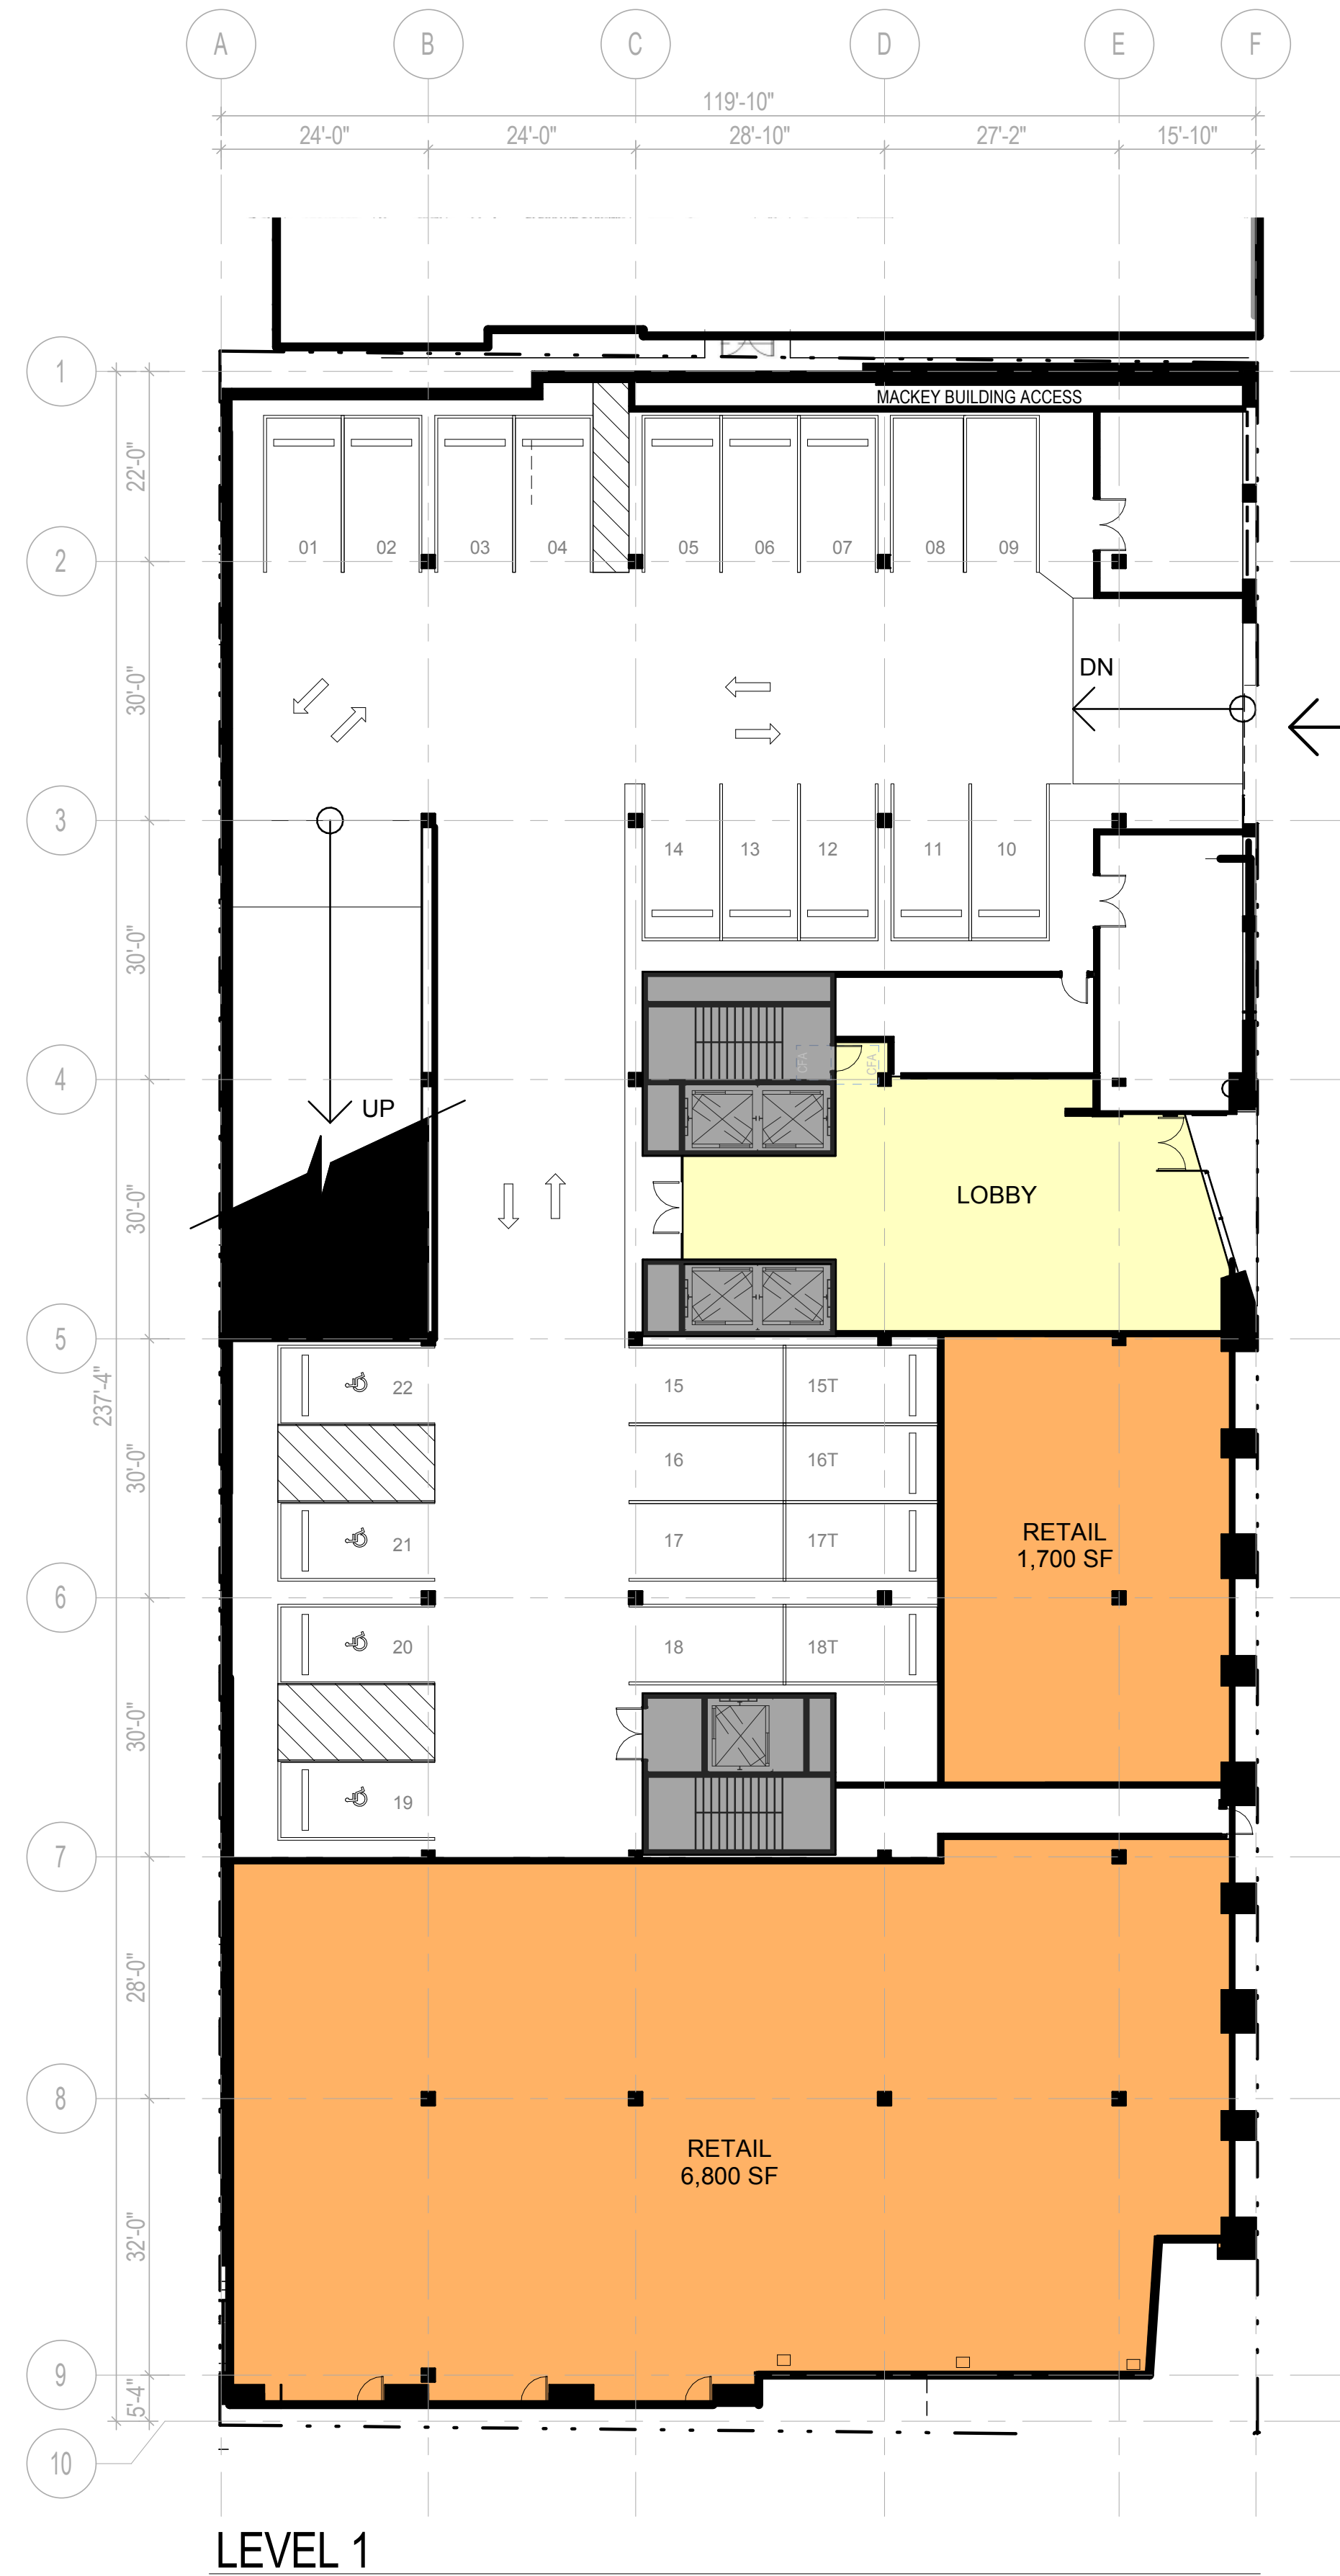 A B C D E F
119'-10"
24'-0" 24'-0" 28'-10" 27'-2" 15'-10"
1
MACKEY BUILDING ACCESS
22'-0"
01 02 03 04 05 06 07 08 09
2
DN
30'-0"
3
14 13 12 11 10
30'-0"
CFA CFA
4
UP
LOBBY
30'-0"
5
237'-4"
22 15 15T
16 16T
30'-0"
RETAIL
1,700 SF
21 17 17T
6
20 18 18T
30'-0"
19
7
28'-0"
8
RETAIL
6,800 SF
32'-0"
9
5'-4"
10
LEVEL 1